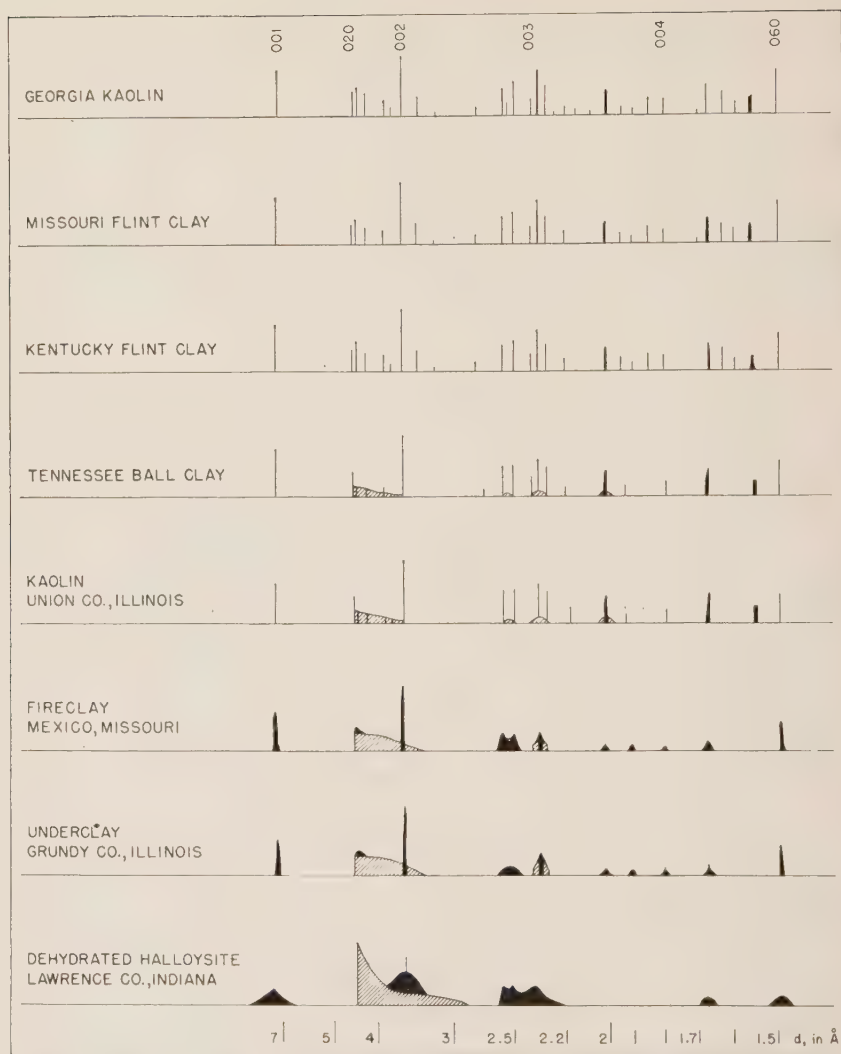 001 020 002 003 004 060
GEORGIA KAOLIN
MISSOURI FLINT CLAY
KENTUCKY FLINT CLAY
TENNESSEE BALL CLAY
KAOLIN
UNION CO., ILLINOIS
FIRECLAY
MEXICO, MISSOURI
UNDERCLAY
GRUNDY CO., ILLINOIS
DEHYDRATED HALLOYSITE
LAWRENCE CO., INDIANA
7 5 4 3 2.5 2.2 2 1.7 1.5 d, in Å